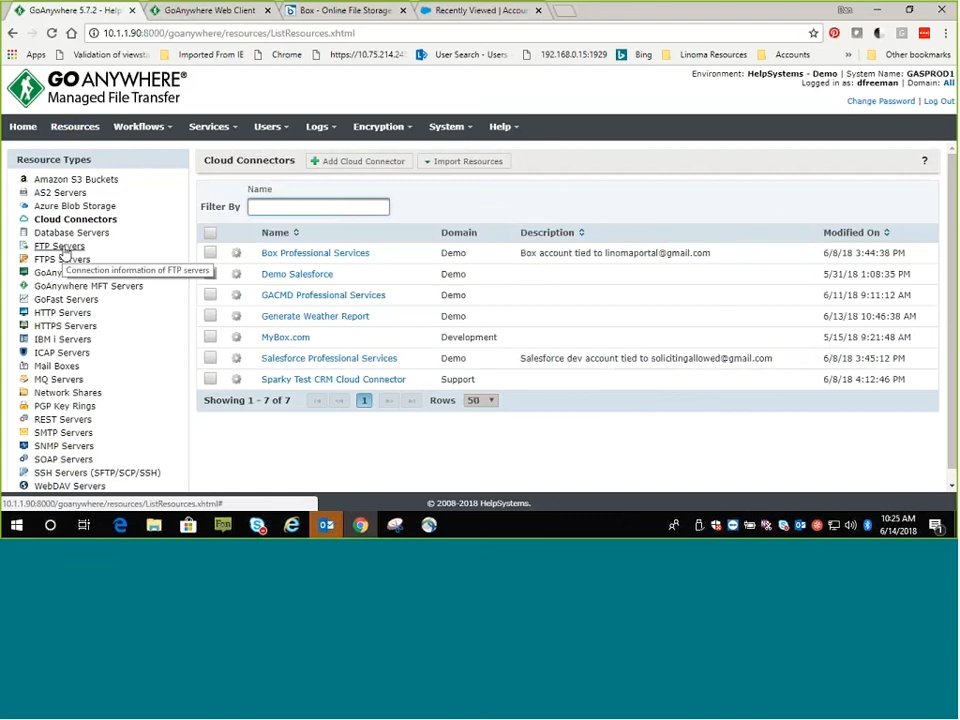 GoAnywhere 5.7.2 - Help
GoAnywhere Web Client
Box - Online File Storage
Recently Viewed | Accou
10.1.1.90:8000/goanywhere/resources/ListResources.xhtml
Apps
Validation of viewst
Imported From IE
Chrome
https://10.75.214.24
User Search - Users
192.168.0.15:1929
Bing
Linoma Resources
Accounts
Other bookmarks
GO ANYWHERE®
Managed File Transfer
Environment: HelpSystems - Demo | System Name: GASPROD1
Logged in as: dfreeman | Domain: All
Change Password | Log Out
Home Resources Workflows Services Users Logs Encryption System Help
Resource Types
Amazon S3 Buckets
AS2 Servers
Azure Blob Storage
Cloud Connectors
Database Servers
FTP Servers
FTPS Servers
Connection information of FTP servers
GoAny
GoAnywhere MFT Servers
GoFast Servers
HTTP Servers
HTTPS Servers
IBM i Servers
ICAP Servers
Mail Boxes
MQ Servers
Network Shares
PGP Key Rings
REST Servers
SMTP Servers
SNMP Servers
SOAP Servers
SSH Servers (SFTP/SCP/SSH)
WebDAV Servers
Cloud Connectors
Add Cloud Connector
Import Resources
?
Name
Filter By
Name Domain Description Modified On
Box Professional Services Demo Box account tied to linomaportal@gmail.com 6/8/18 3:44:38 PM
Demo Salesforce Demo 5/31/18 1:08:35 PM
GACMD Professional Services Demo 6/11/18 9:11:12 AM
Generate Weather Report Demo 6/13/18 10:46:38 AM
MyBox.com Development 5/15/18 9:21:48 AM
Salesforce Professional Services Demo Salesforce dev account tied to solicitingallowed@gmail.com 6/8/18 3:45:12 PM
Sparky Test CRM Cloud Connector Support 6/8/18 4:12:46 PM
Showing 1 - 7 of 7 1 Rows 50
10.1.1.90:8000/goanywhere/resources/ListResources.xhtml#
© 2008-2018 HelpSystems.
10:25 AM
6/14/2018